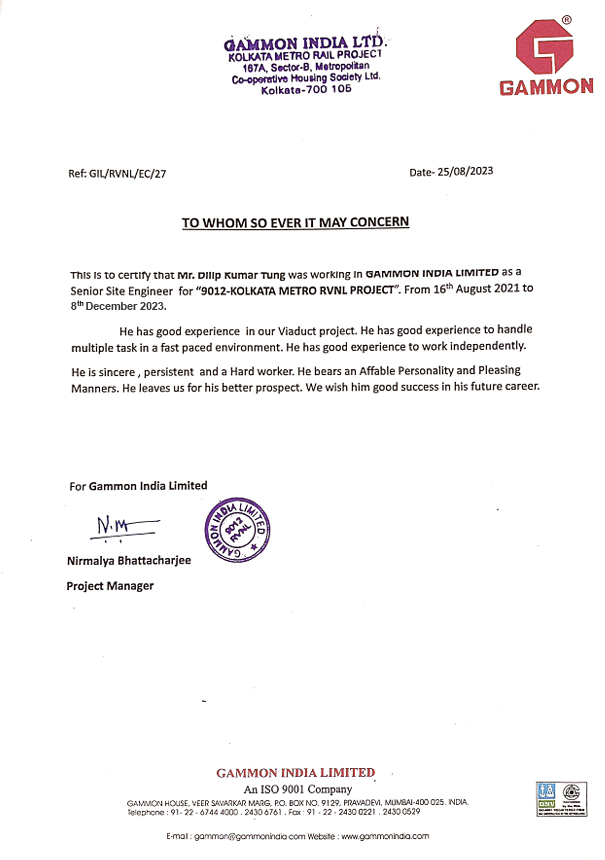 GAMMON INDIA LTD.
KOLKATA METRO RAIL PROJECT
167A, Sector-B, Metropolitan
Co-operative Housing Society Ltd.
Kolkata-700 105
®
GAMMON
Ref: GIL/RVNL/EC/27
Date- 25/08/2023
TO WHOM SO EVER IT MAY CONCERN
This is to certify that Mr. Dilip Kumar Tung was working in GAMMON INDIA LIMITED as a
Senior Site Engineer for "9012-KOLKATA METRO RVNL PROJECT". From 16th August 2021 to
8th December 2023.
He has good experience in our Viaduct project. He has good experience to handle
multiple task in a fast paced environment. He has good experience to work independently.
He is sincere , persistent and a Hard worker. He bears an Affable Personality and Pleasing
Manners. He leaves us for his better prospect. We wish him good success in his future career.
For Gammon India Limited
N.M
GAMMON INDIA LIMITED
9012
RVNL
Nirmalya Bhattacharjee
Project Manager
GAMMON INDIA LIMITED
An ISO 9001 Company
GAMMON HOUSE, VEER SAVARKAR MARG, P.O. BOX NO. 9129, PRAVADEVI, MUMBAI-400 025. INDIA.
Telephone : 91- 22 - 6744 4000 . 2430 6761 . Fax : 91 - 22 - 2430 0221 . 2430 0529
E-mail : gammon@gammonindia.com Website : www.gammonindia.com
DNV